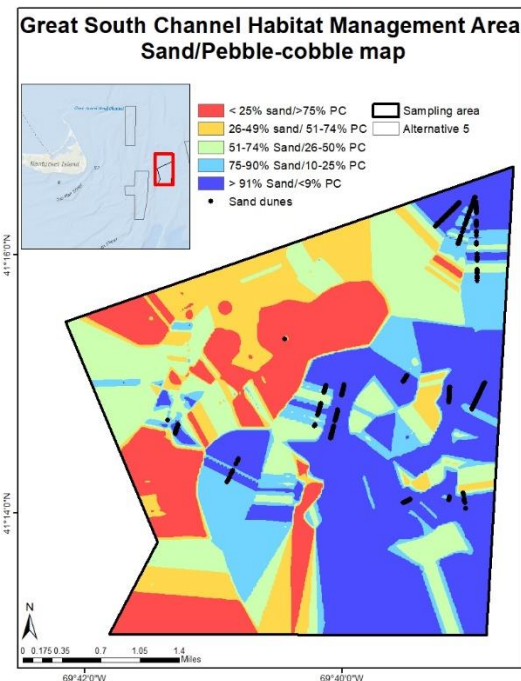 Great South Channel Habitat Management Area
Sand/Pebble-cobble map
Nantucket Island
< 25% sand/>75% PC
26-49% sand/ 51-74% PC
51-74% Sand/26-50% PC
75-90% Sand/10-25% PC
> 91% Sand/<9% PC
Sand dunes
Sampling area
Alternative 5
41°16'0"N
41°14'0"N
N
0 0.175 0.35 0.7 1.05 1.4
Miles
69°42'0"W
69°40'0"W